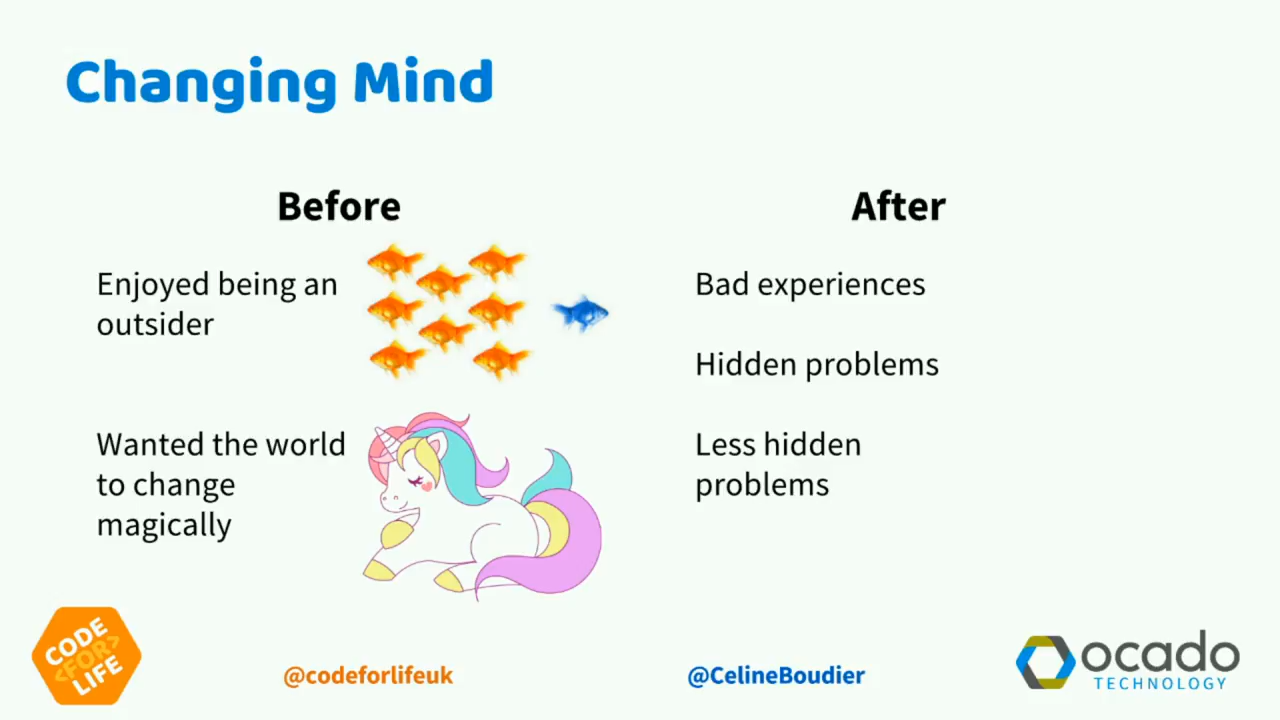 Changing Mind
Before
Enjoyed being an
outsider
Wanted the world
to change
magically
After
Bad experiences
Hidden problems
Less hidden
problems
CODE
<FOR>
LIFE
@codeforlifeuk
@CelineBoudier
ocado
TECHNOLOGY